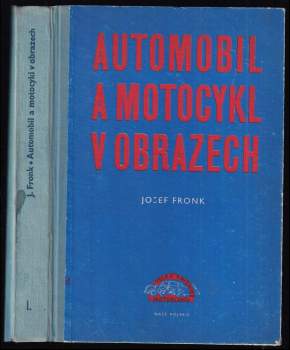 J. Fronk • Automobil a motocykl v obrazech
I.
AUTOMOBIL
A MOTOCYKL
V OBRAZECH
JOSEF FRONK
NAŠE VOJSKO